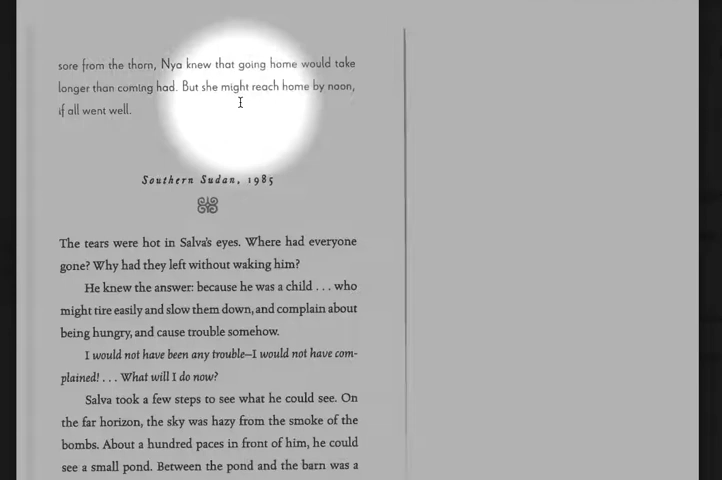 sore from the thorn, Nya knew that going home would take
longer than coming had. But she might reach home by noon,
if all went well.
Southern Sudan, 1985
The tears were hot in Salva's eyes. Where had everyone
gone? Why had they left without waking him?
He knew the answer: because he was a child . . . who
might tire easily and slow them down, and complain about
being hungry, and cause trouble somehow.
I would not have been any trouble—I would not have com-
plained! . . . What will I do now?
Salva took a few steps to see what he could see. On
the far horizon, the sky was hazy from the smoke of the
bombs. About a hundred paces in front of him, he could
see a small pond. Between the pond and the barn was a